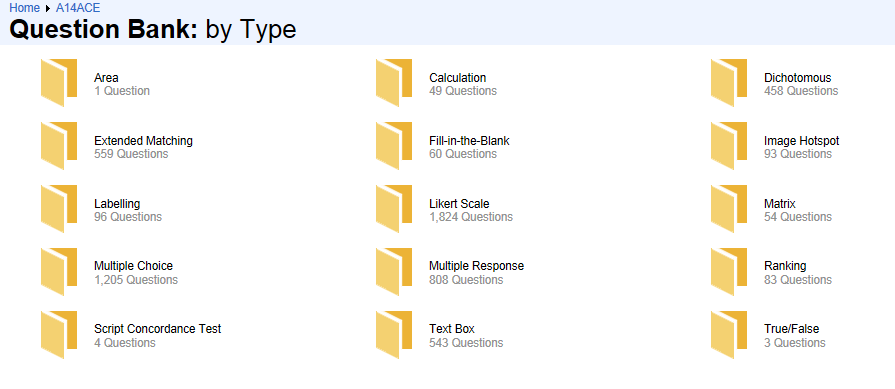 Home ▸ A14ACE
Question Bank: by Type
Area
1 Question
Calculation
49 Questions
Dichotomous
458 Questions
Extended Matching
559 Questions
Fill-in-the-Blank
60 Questions
Image Hotspot
93 Questions
Labelling
96 Questions
Likert Scale
1,824 Questions
Matrix
54 Questions
Multiple Choice
1,205 Questions
Multiple Response
808 Questions
Ranking
83 Questions
Script Concordance Test
4 Questions
Text Box
543 Questions
True/False
3 Questions